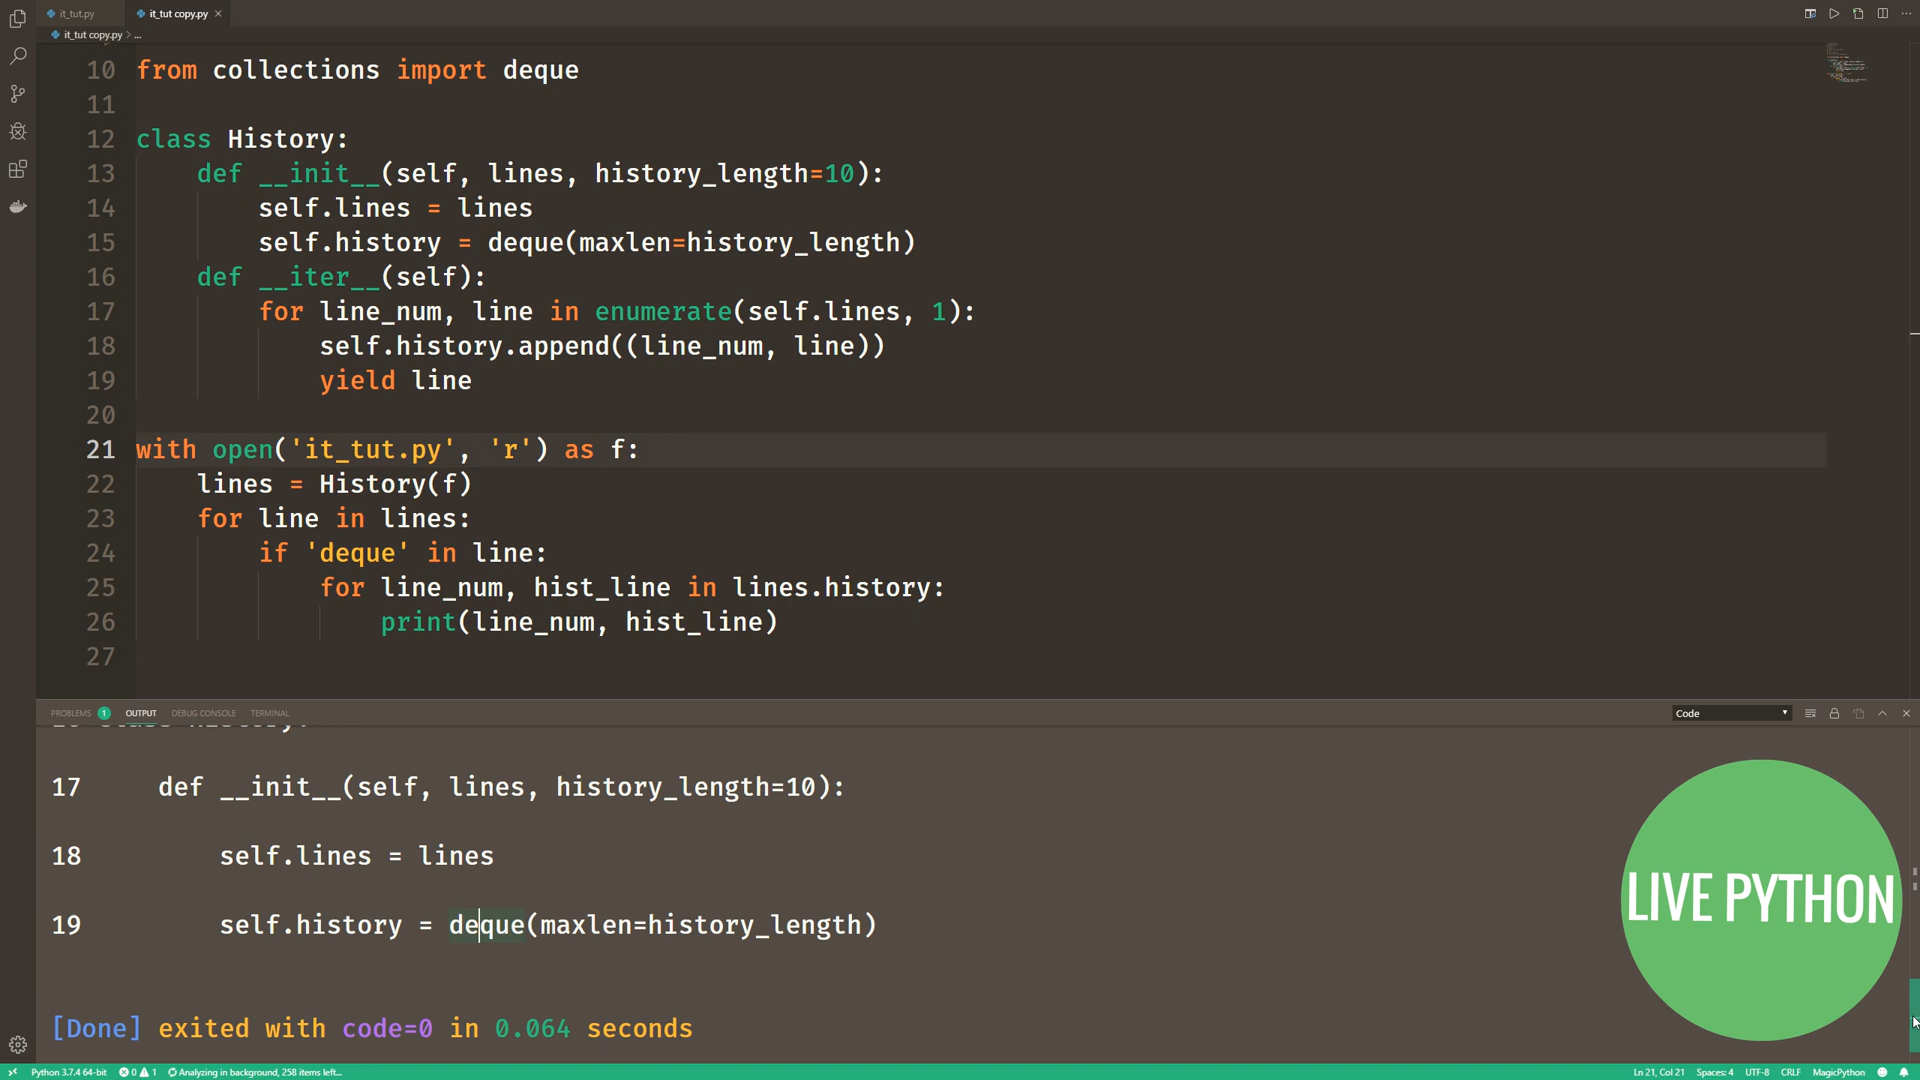 it_tut.py
it_tut copy.py
it_tut copy.py > ...
10 from collections import deque
11
12 class History:
13     def __init__(self, lines, history_length=10):
14         self.lines = lines
15         self.history = deque(maxlen=history_length)
16     def __iter__(self):
17         for line_num, line in enumerate(self.lines, 1):
18             self.history.append((line_num, line))
19             yield line
20
21 with open('it_tut.py', 'r') as f:
22     lines = History(f)
23     for line in lines:
24         if 'deque' in line:
25             for line_num, hist_line in lines.history:
26                 print(line_num, hist_line)
27
PROBLEMS 1 OUTPUT DEBUG CONSOLE TERMINAL Code
17     def __init__(self, lines, history_length=10):
18         self.lines = lines
19         self.history = deque(maxlen=history_length)
[Done] exited with code=0 in 0.064 seconds
LIVE PYTHON
Python 3.7.4 64-bit 0 1 Analyzing in background, 258 items left... Ln 21, Col 21 Spaces: 4 UTF-8 CRLF MagicPython